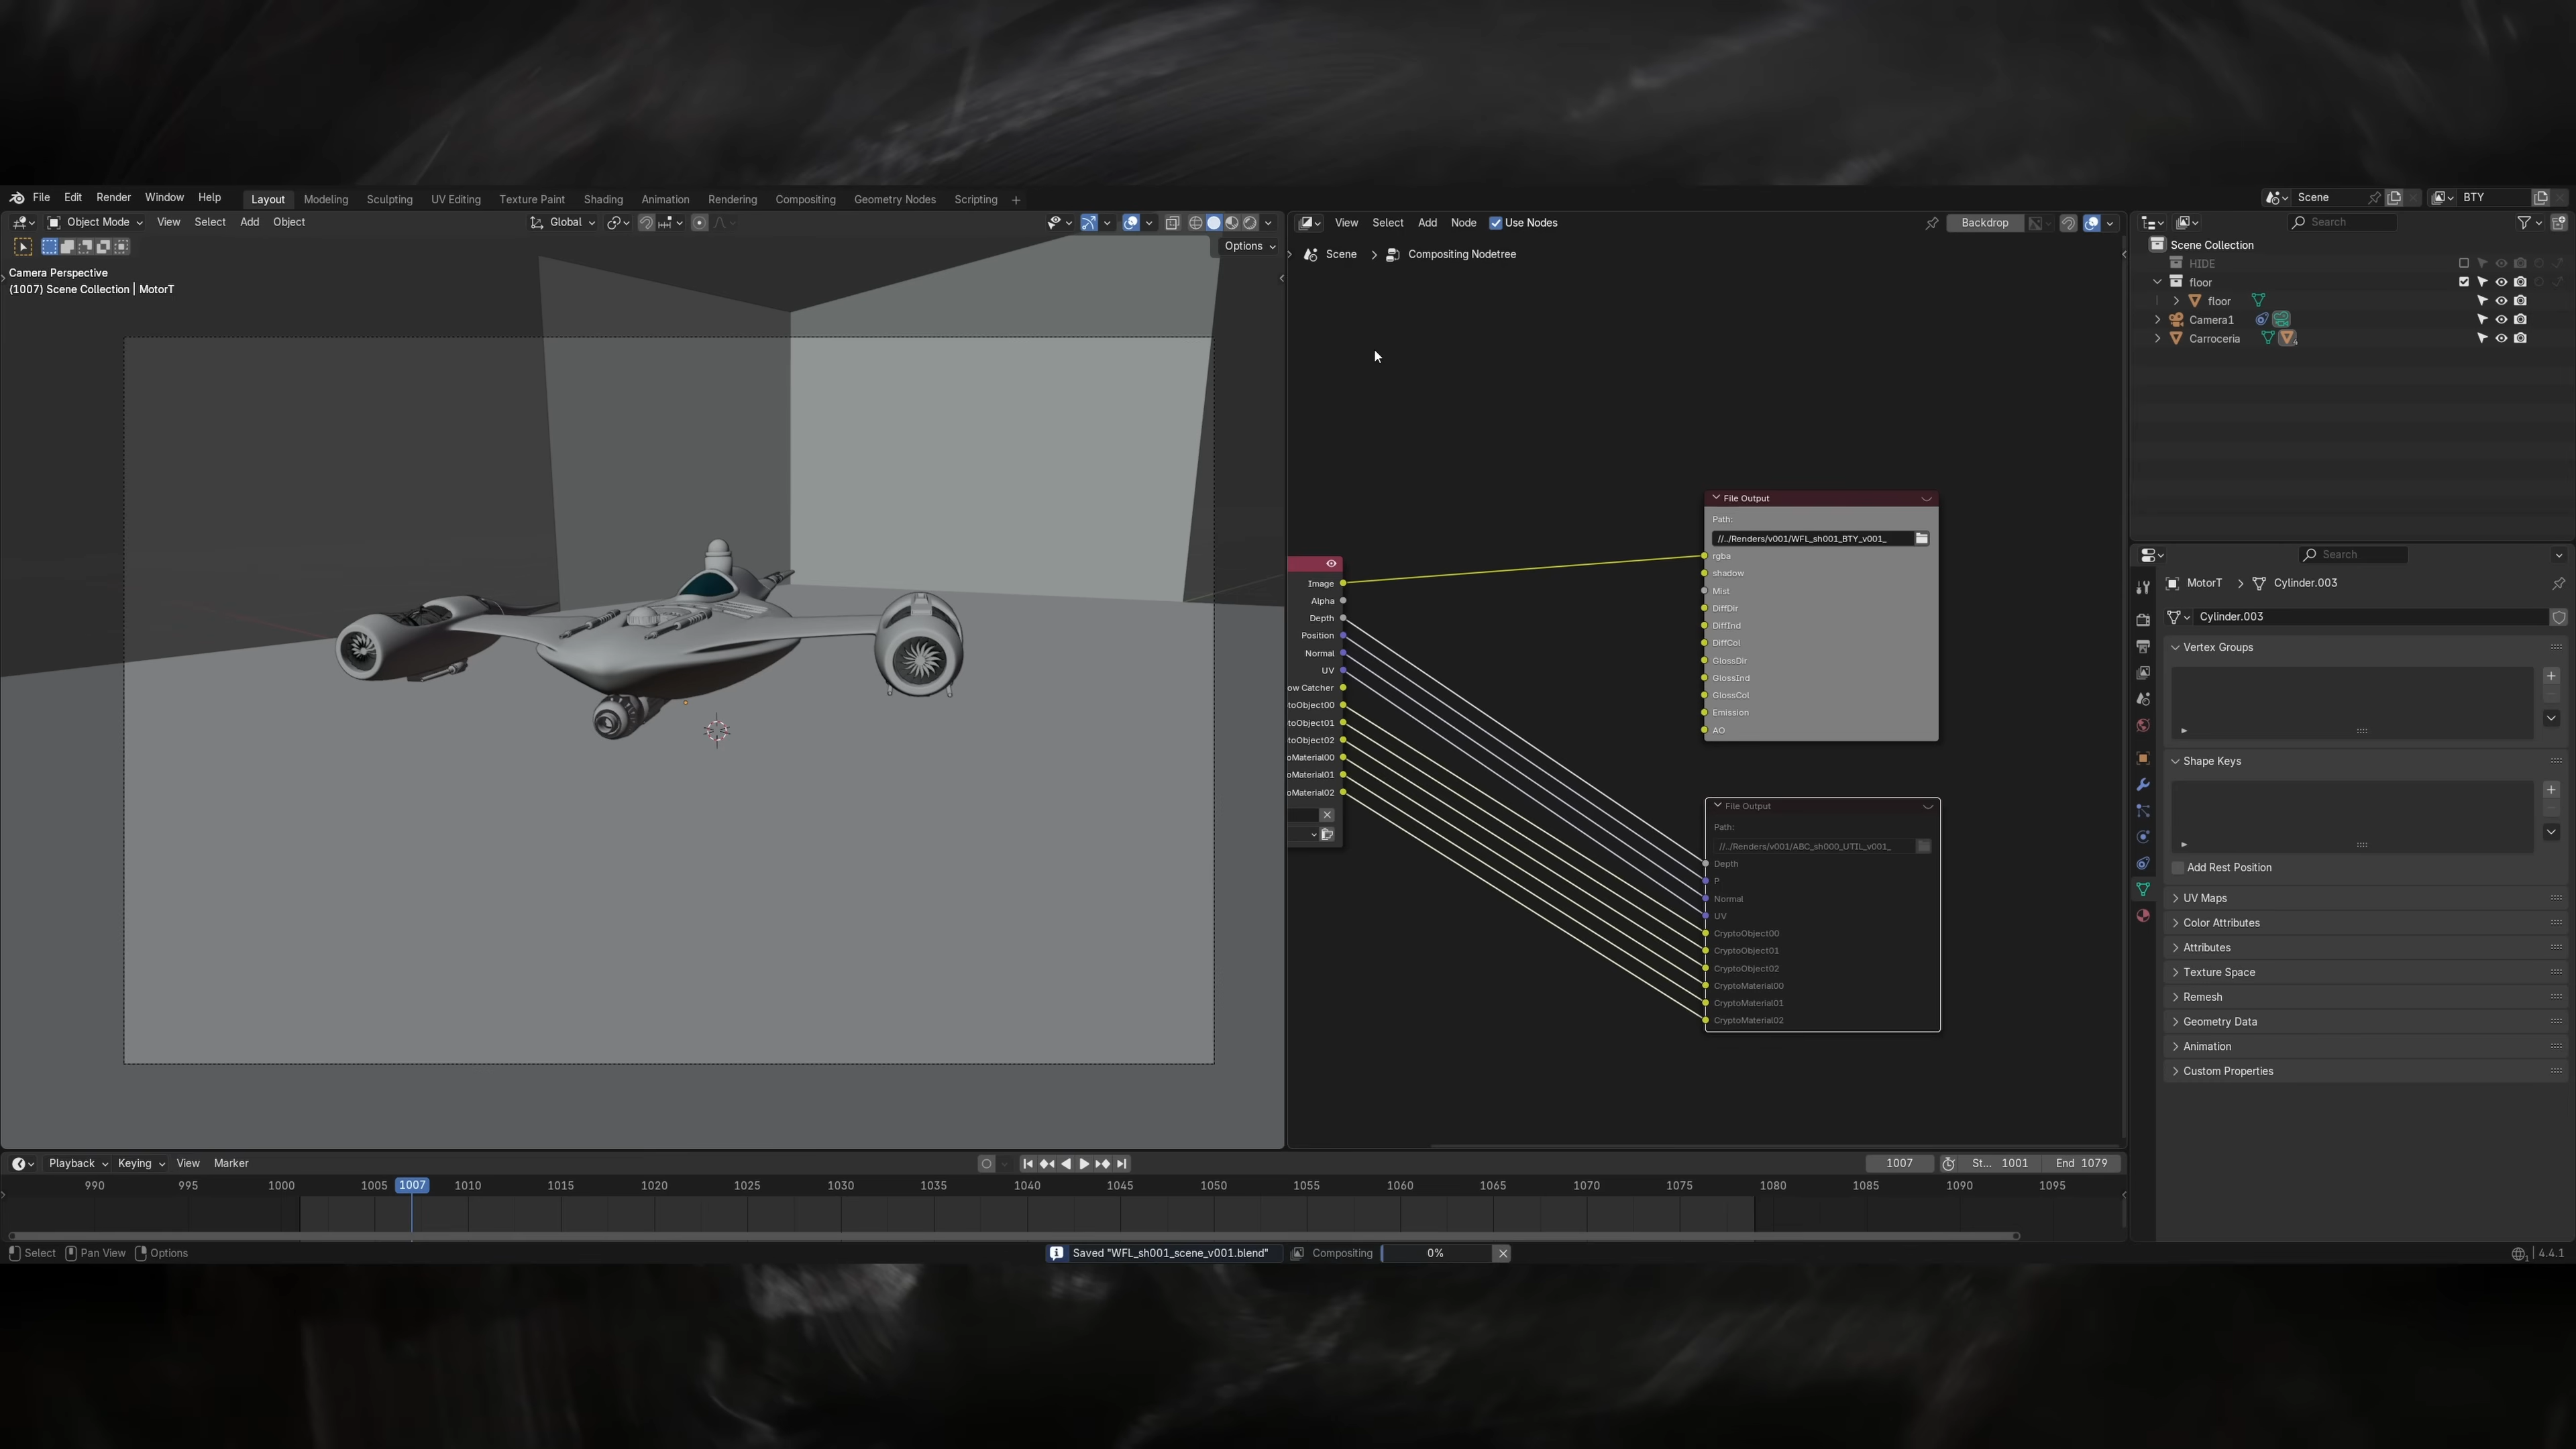 File Edit Render Window Help Layout Modeling Sculpting UV Editing Texture Paint Shading Animation Rendering Compositing Geometry Nodes Scripting + Scene BTY
Object Mode View Select Add Object Global
Options
Camera Perspective
(1007) Scene Collection | MotorT
View Select Add Node Use Nodes Backdrop
Scene > Compositing Nodetree
Image
Alpha
Depth
Position
Normal
UV
ow Catcher
toObject00
toObject01
toObject02
oMaterial00
oMaterial01
oMaterial02
File Output
Path:
//../Renders/v001/WFL_sh001_BTY_v001_
rgba
shadow
Mist
DiffDir
DiffInd
DiffCol
GlossDir
GlossInd
GlossCol
Emission
AO
File Output
Path:
//../Renders/v001/ABC_sh000_UTIL_v001_
Depth
P
Normal
UV
CryptoObject00
CryptoObject01
CryptoObject02
CryptoMaterial00
CryptoMaterial01
CryptoMaterial02
Search
Scene Collection
HIDE
floor
floor
Camera1
Carroceria
Search
MotorT > Cylinder.003
Cylinder.003
Vertex Groups
Shape Keys
Add Rest Position
UV Maps
Color Attributes
Attributes
Texture Space
Remesh
Geometry Data
Animation
Custom Properties
Playback Keying View Marker 1007 St... 1001 End 1079
990 995 1000 1005 1007 1010 1015 1020 1025 1030 1035 1040 1045 1050 1055 1060 1065 1070 1075 1080 1085 1090 1095
Select Pan View Options Saved "WFL_sh001_scene_v001.blend" Compositing 0% 4.4.1